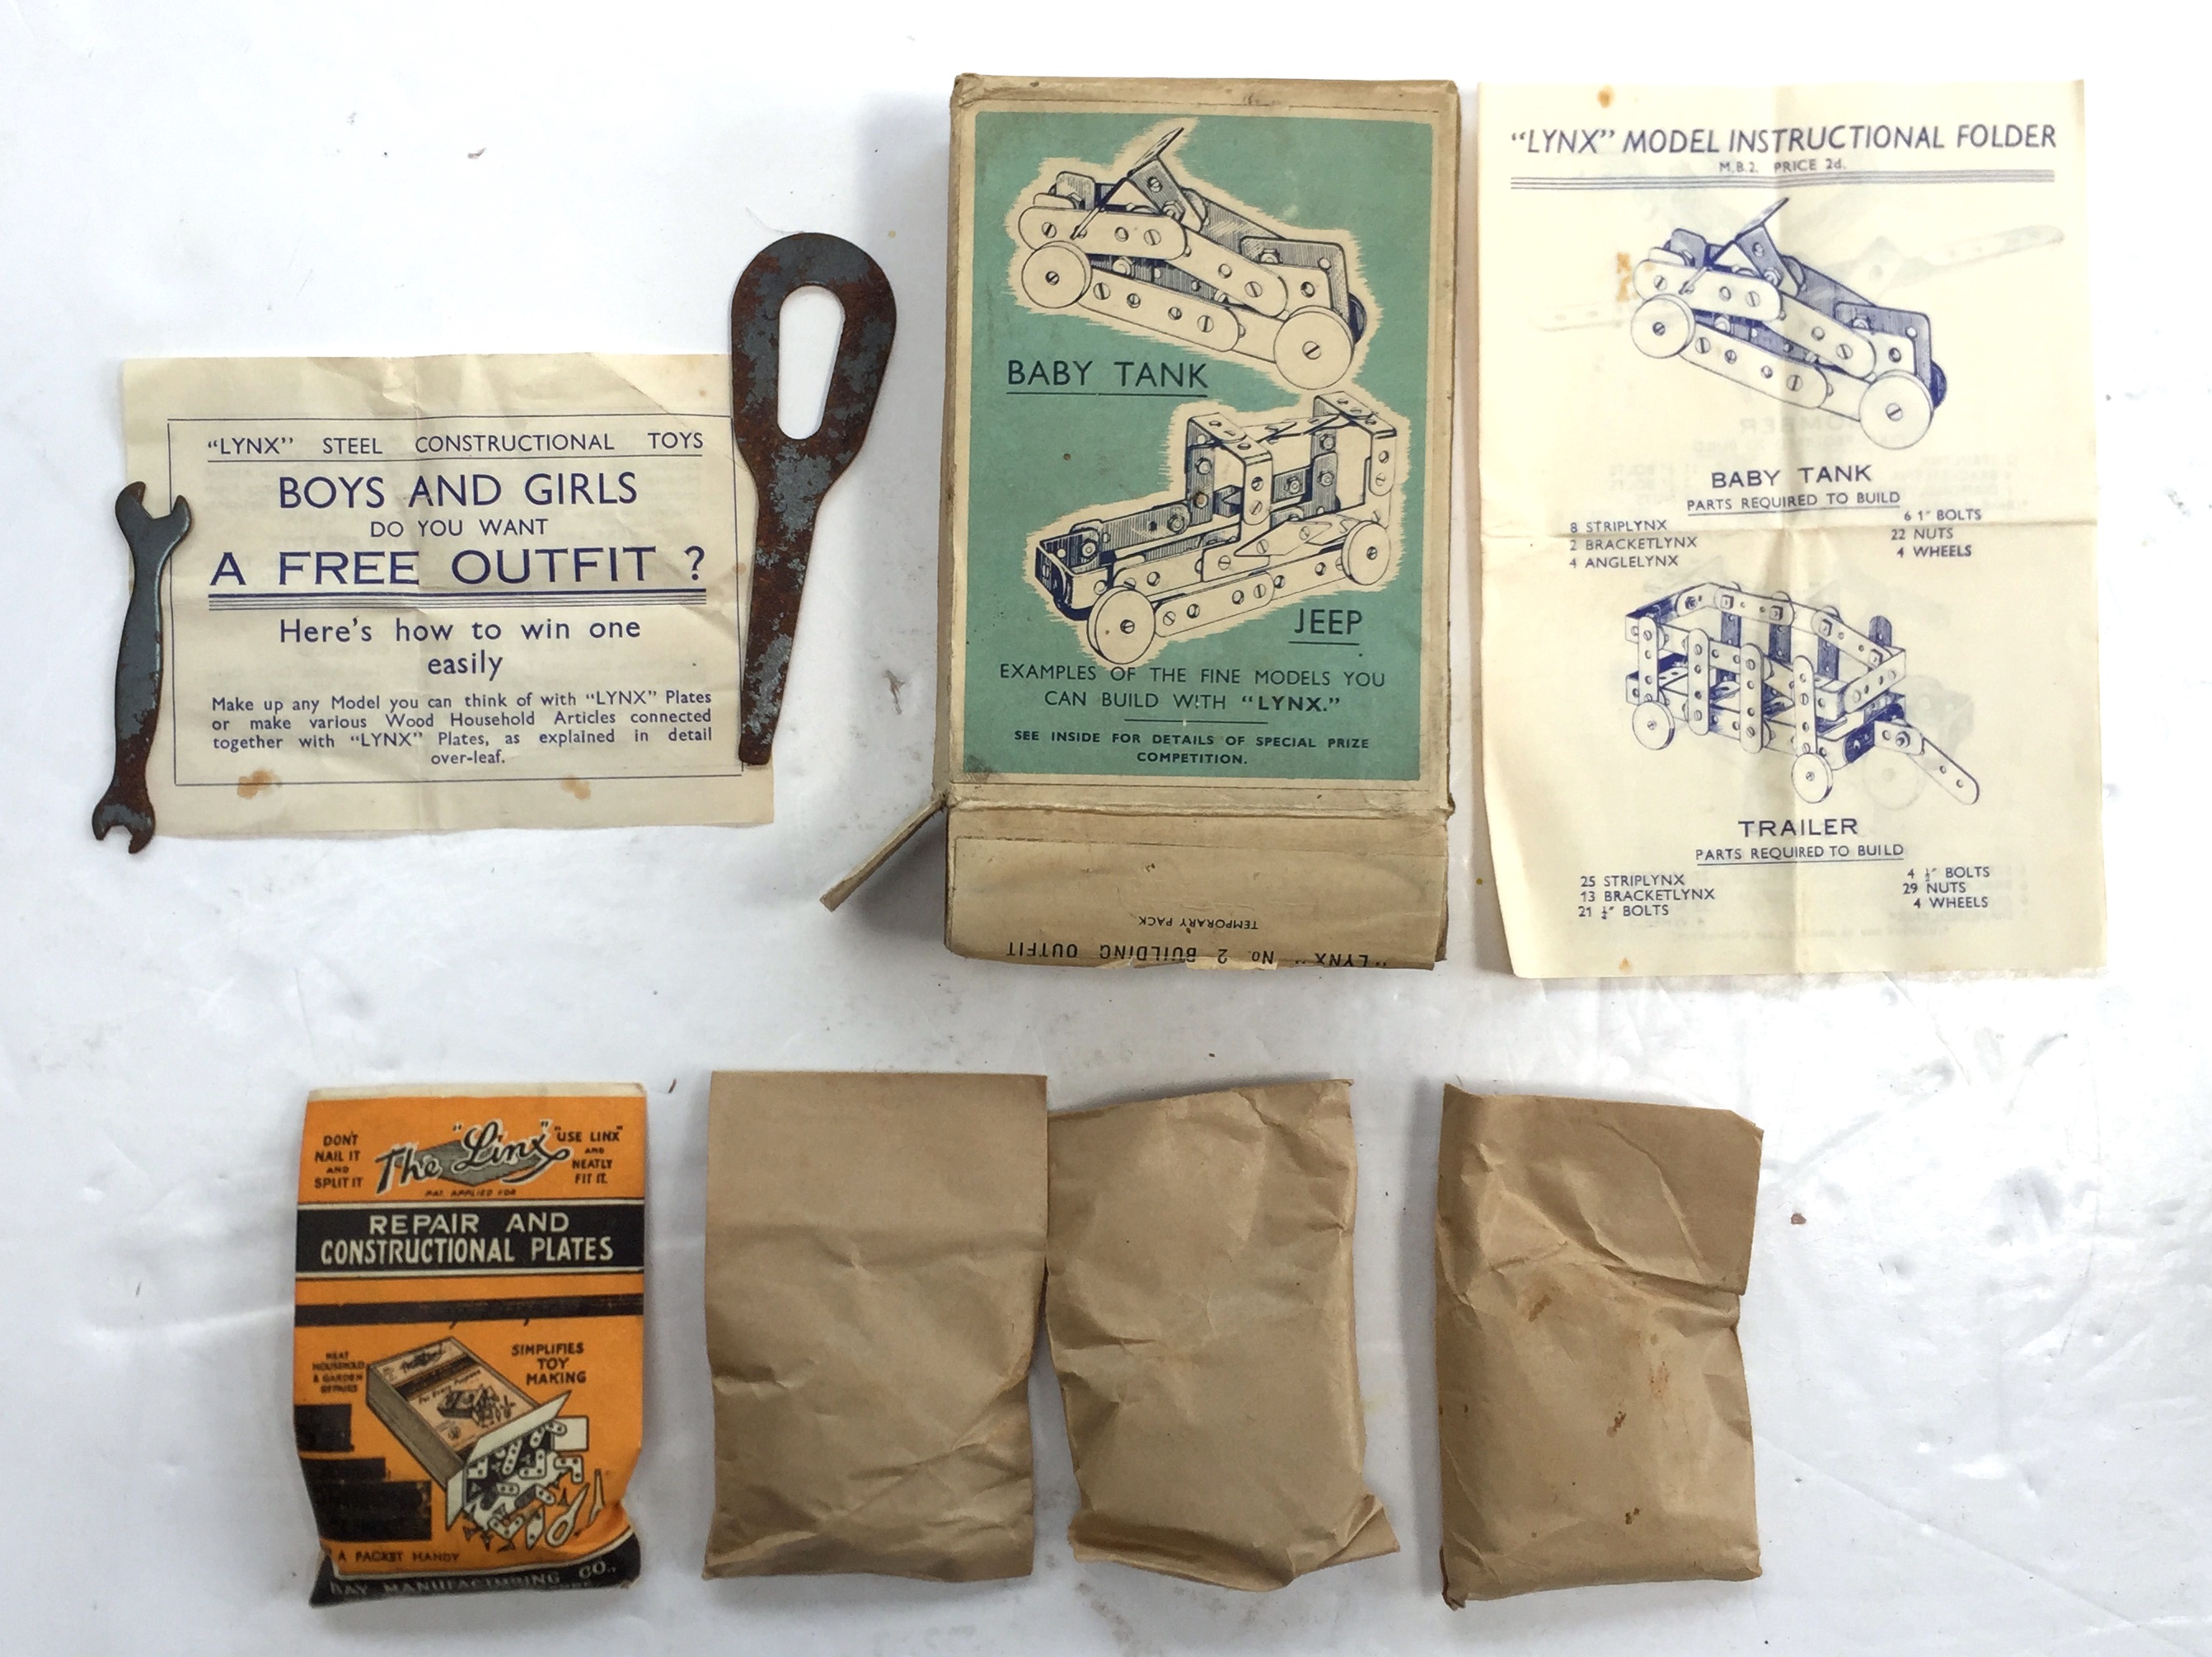 "LYNX" STEEL CONSTRUCTIONAL TOYS
BOYS AND GIRLS
DO YOU WANT
A FREE OUTFIT ?
Here's how to win one
easily
Make up any Model you can think of with "LYNX" Plates
or make various Wood Household Articles connected
together with "LYNX" Plates, as explained in detail
over-leaf.
BABY TANK
JEEP
EXAMPLES OF THE FINE MODELS YOU
CAN BUILD WITH "LYNX."
SEE INSIDE FOR DETAILS OF SPECIAL PRIZE
COMPETITION.
TEMPORARY PACK
"LYNX" No. 2 BUILDING OUTFIT
"LYNX" MODEL INSTRUCTIONAL FOLDER
M.B.2. PRICE 2d.
BABY TANK
PARTS REQUIRED TO BUILD
8 STRIPLYNX
2 BRACKETLYNX
4 ANGLELYNX
6 1" BOLTS
22 NUTS
4 WHEELS
TRAILER
PARTS REQUIRED TO BUILD
25 STRIPLYNX
13 BRACKETLYNX
21 ½" BOLTS
4 ½" BOLTS
29 NUTS
4 WHEELS
DON'T
NAIL IT
AND
SPLIT IT
The "Linx"
PAT. APPLIED FOR
"USE LINX"
AND
NEATLY
FIT IT.
REPAIR AND
CONSTRUCTIONAL PLATES
NEAT
HOUSEHOLD
& GARDEN
REPAIRS
SIMPLIFIES
TOY
MAKING
A PACKET HANDY
BAY MANUFACTURING CO.,